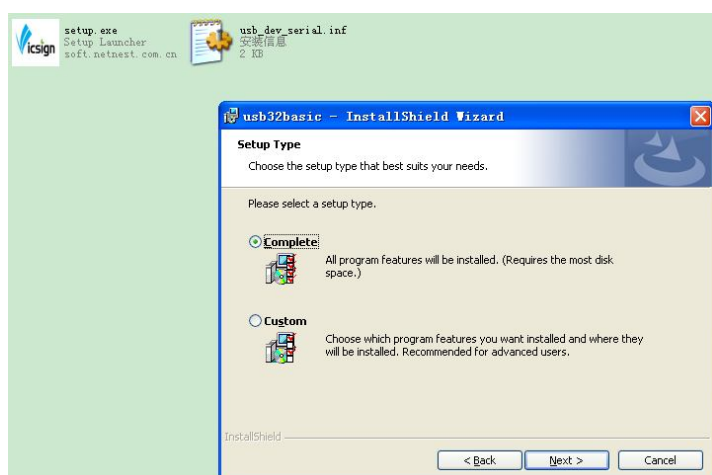 icsign
setup.exe
Setup Launcher
soft.netnest.com.cn
usb_dev_serial.inf
安装信息
2 KB
usb32basic - InstallShield Wizard
Setup Type
Choose the setup type that best suits your needs.
Please select a setup type.
Complete
All program features will be installed. (Requires the most disk
space.)
Custom
Choose which program features you want installed and where they
will be installed. Recommended for advanced users.
InstallShield
< Back
Next >
Cancel